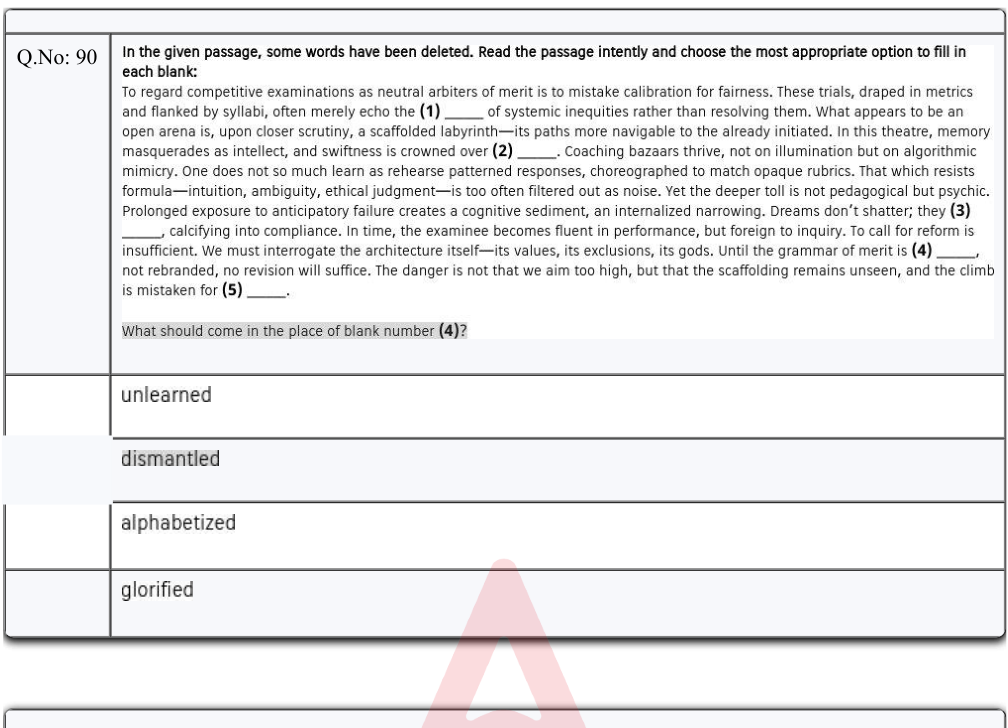 Q.No: 90
In the given passage, some words have been deleted. Read the passage intently and choose the most appropriate option to fill in
each blank:
To regard competitive examinations as neutral arbiters of merit is to mistake calibration for fairness. These trials, draped in metrics
and flanked by syllabi, often merely echo the (1) _____ of systemic inequities rather than resolving them. What appears to be an
open arena is, upon closer scrutiny, a scaffolded labyrinth—its paths more navigable to the already initiated. In this theatre, memory
masquerades as intellect, and swiftness is crowned over (2) _____. Coaching bazaars thrive, not on illumination but on algorithmic
mimicry. One does not so much learn as rehearse patterned responses, choreographed to match opaque rubrics. That which resists
formula—intuition, ambiguity, ethical judgment—is too often filtered out as noise. Yet the deeper toll is not pedagogical but psychic.
Prolonged exposure to anticipatory failure creates a cognitive sediment, an internalized narrowing. Dreams don't shatter; they (3)
_____, calcifying into compliance. In time, the examinee becomes fluent in performance, but foreign to inquiry. To call for reform is
insufficient. We must interrogate the architecture itself—its values, its exclusions, its gods. Until the grammar of merit is (4) _____,
not rebranded, no revision will suffice. The danger is not that we aim too high, but that the scaffolding remains unseen, and the climb
is mistaken for (5) _____.
What should come in the place of blank number (4)?
unlearned
dismantled
alphabetized
glorified